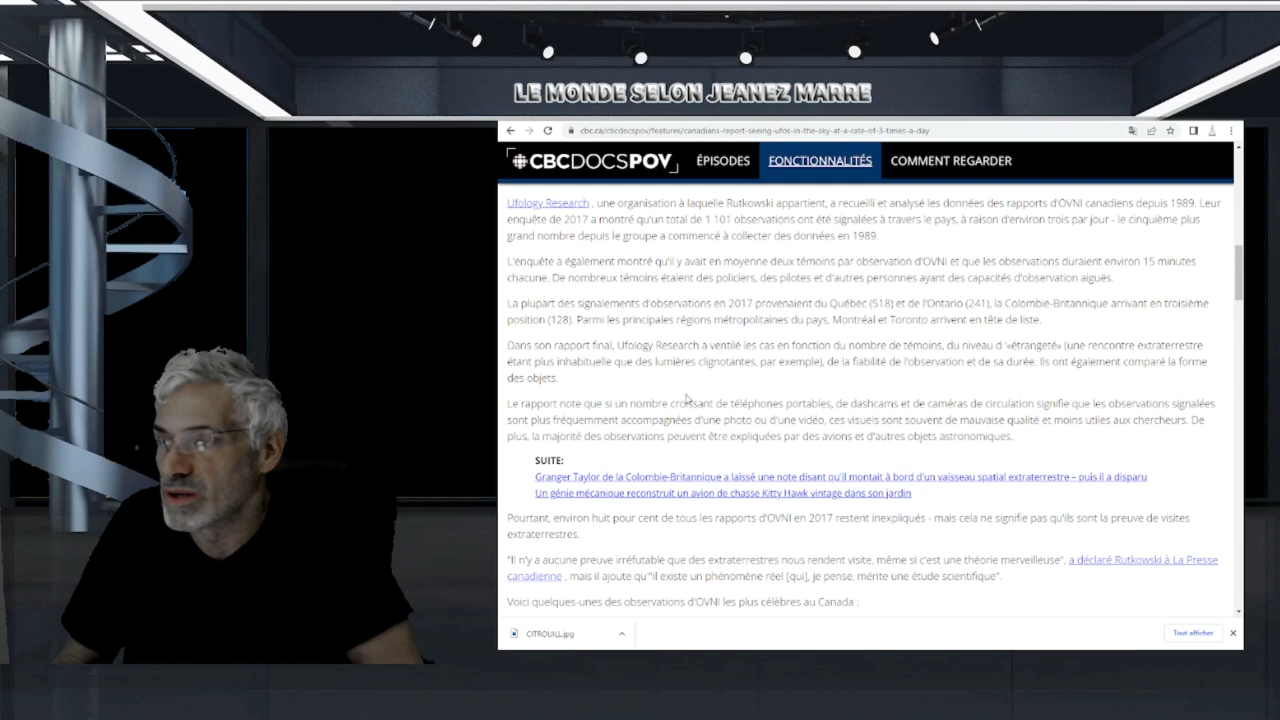 LE MONDE SELON JEANEZ MARRE
cbc.ca/cbcdocspov/features/canadians-report-seeing-ufos-in-the-sky-at-a-rate-of-3-times-a-day
CBCDOCSPOV ÉPISODES FONCTIONNALITÉS COMMENT REGARDER
Ufology Research , une organisation à laquelle Rutkowski appartient, a recueilli et analysé les données des rapports d'OVNI canadiens depuis 1989. Leur
enquête de 2017 a montré qu'un total de 1 101 observations ont été signalées à travers le pays, à raison d'environ trois par jour - le cinquième plus
grand nombre depuis le groupe a commencé à collecter des données en 1989.
L'enquête a également montré qu'il y avait en moyenne deux témoins par observation d'OVNI et que les observations duraient environ 15 minutes
chacune. De nombreux témoins étaient des policiers, des pilotes et d'autres personnes ayant des capacités d'observation aiguës.
La plupart des signalements d'observations en 2017 provenaient du Québec (518) et de l'Ontario (241), la Colombie-Britannique arrivant en troisième
position (128). Parmi les principales régions métropolitaines du pays, Montréal et Toronto arrivent en tête de liste.
Dans son rapport final, Ufology Research a ventilé les cas en fonction du nombre de témoins, du niveau d '«étrangeté» (une rencontre extraterrestre
étant plus inhabituelle que des lumières clignotantes, par exemple), de la fiabilité de l'observation et de sa durée. Ils ont également comparé la forme
des objets.
Le rapport note que si un nombre croissant de téléphones portables, de dashcams et de caméras de circulation signifie que les observations signalées
sont plus fréquemment accompagnées d'une photo ou d'une vidéo, ces visuels sont souvent de mauvaise qualité et moins utiles aux chercheurs. De
plus, la majorité des observations peuvent être expliquées par des avions et d'autres objets astronomiques.
SUITE:
Granger Taylor de la Colombie-Britannique a laissé une note disant qu'il montait à bord d'un vaisseau spatial extraterrestre – puis il a disparu
Un génie mécanique reconstruit un avion de chasse Kitty Hawk vintage dans son jardin
Pourtant, environ huit pour cent de tous les rapports d'OVNI en 2017 restent inexpliqués - mais cela ne signifie pas qu'ils sont la preuve de visites
extraterrestres.
"Il n'y a aucune preuve irréfutable que des extraterrestres nous rendent visite, même si c'est une théorie merveilleuse", a déclaré Rutkowski à La Presse
canadienne , mais il ajoute qu'"il existe un phénomène réel [qui], je pense, mérite une étude scientifique".
Voici quelques-unes des observations d'OVNI les plus célèbres au Canada :
CITROUILL.jpg Tout afficher